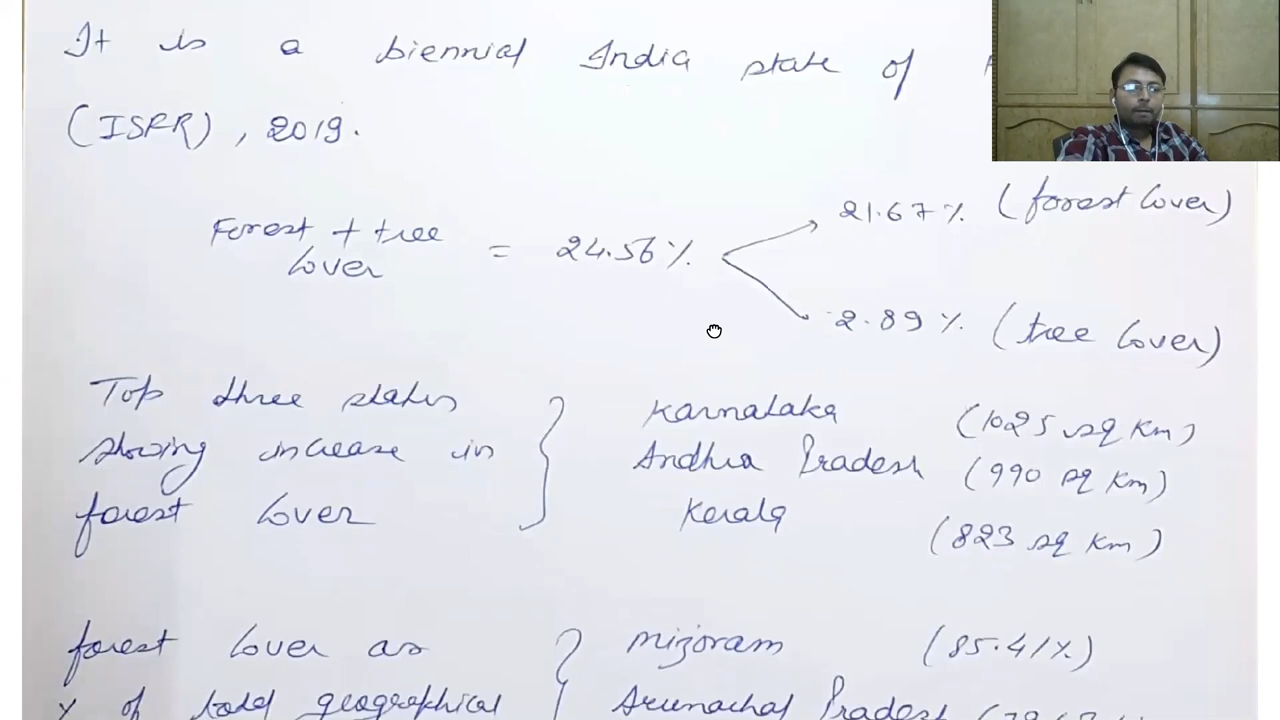 It is a biennial India state of
(ISFR), 2019.
Forest + tree cover = 24.56%
21.67% (forest cover)
2.89% (tree cover)
Top three states showing increase in forest cover
Karnataka (1025 sq Km)
Andhra Pradesh (990 sq Km)
Kerala (823 sq Km)
forest cover as
% of total geographical
Mizoram (85.41%)
Arunachal Pradesh